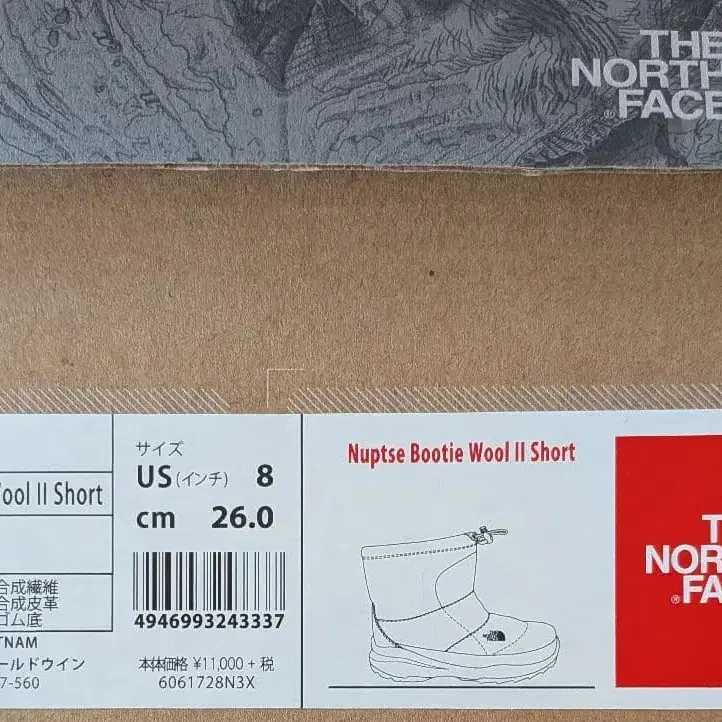 THE
NORTH
®FACE
ool II Short
合成繊維
合成皮革
ゴム底
TNAM
ールドウイン
7-560
サイズ
US (インチ) 8
cm 26.0
4946993243337
本体価格 ¥11,000 + 税
6061728N3X
Nuptse Bootie Wool II Short
THE
NORTH
FACE
T
NOR
®FA